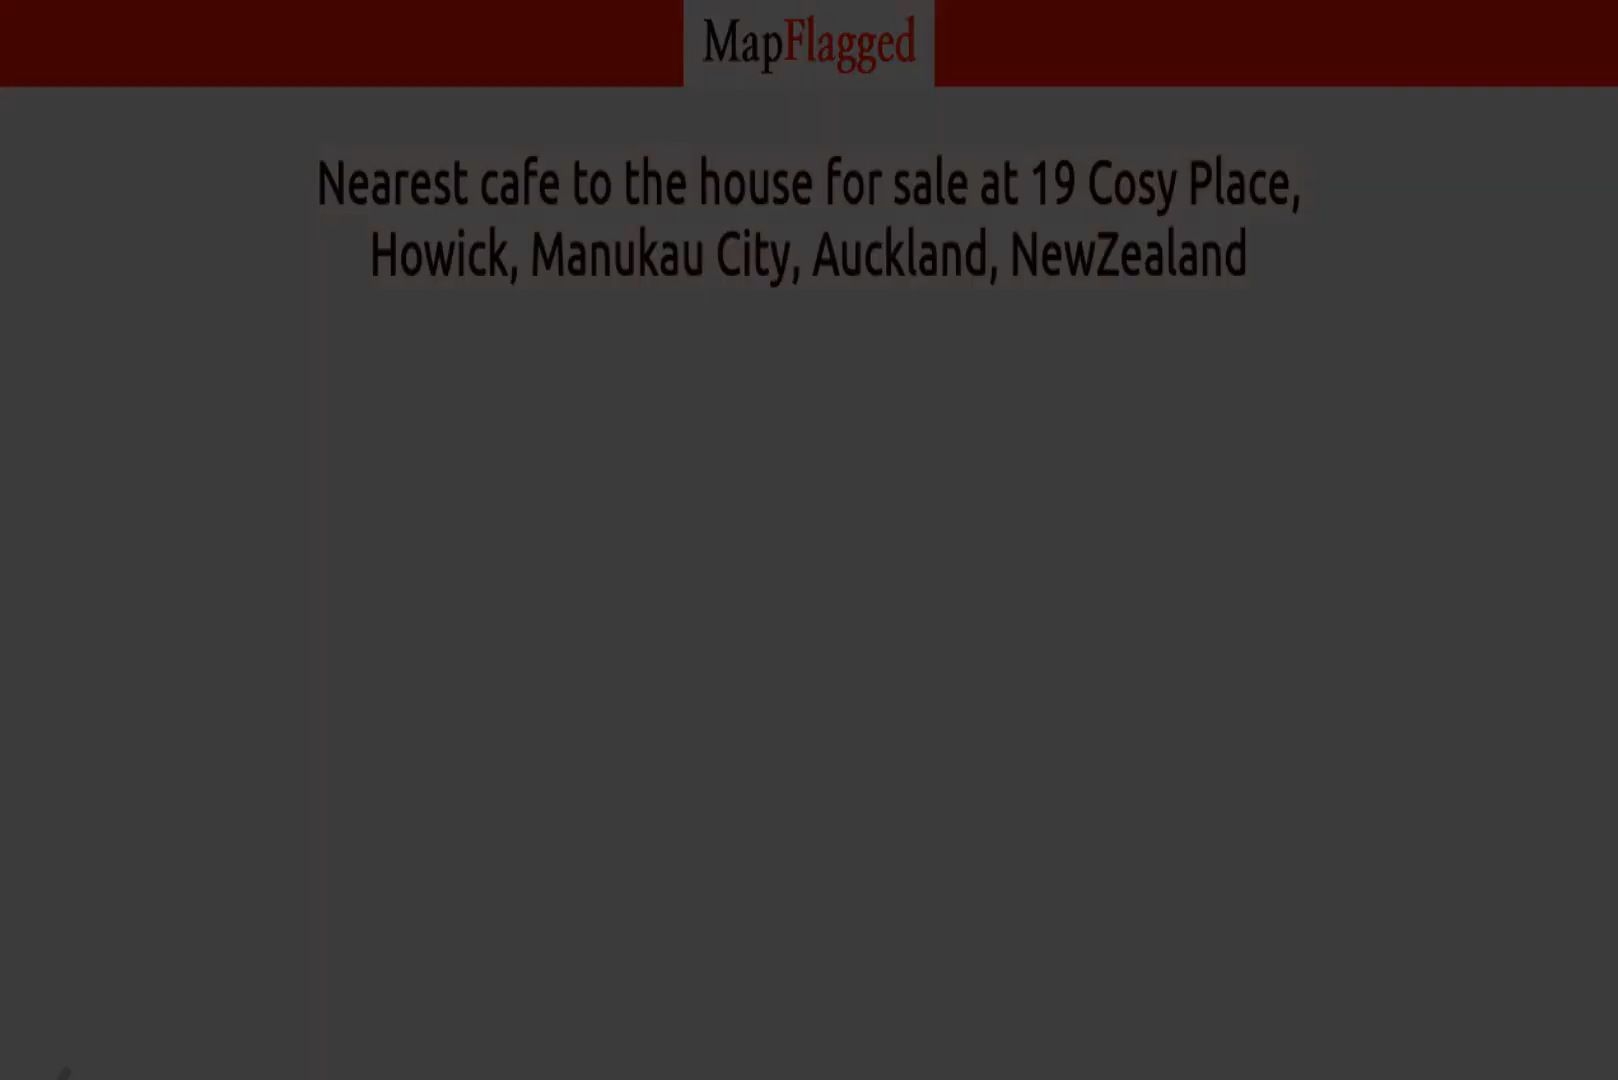 MapFlagged
Nearest cafe to the house for sale at 19 Cosy Place,
Howick, Manukau City, Auckland, NewZealand